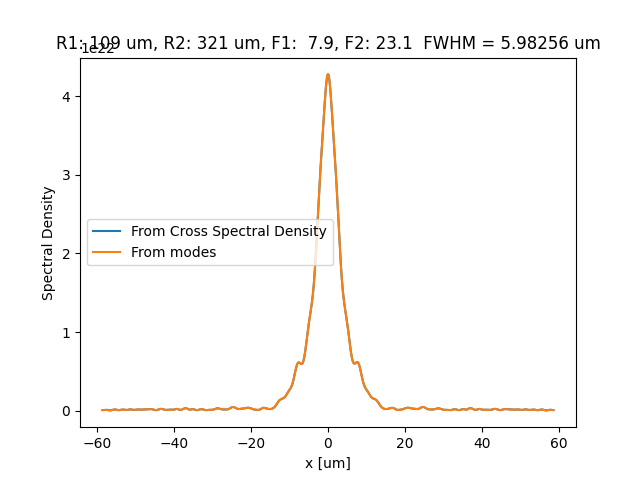 R1: 109 um, R2: 321 um, F1:  7.9, F2: 23.1  FWHM = 5.98256 um
1e22
4
3
2
1
0
Spectral Density
From Cross Spectral Density
From modes
−60 −40 −20 0 20 40 60
x [um]